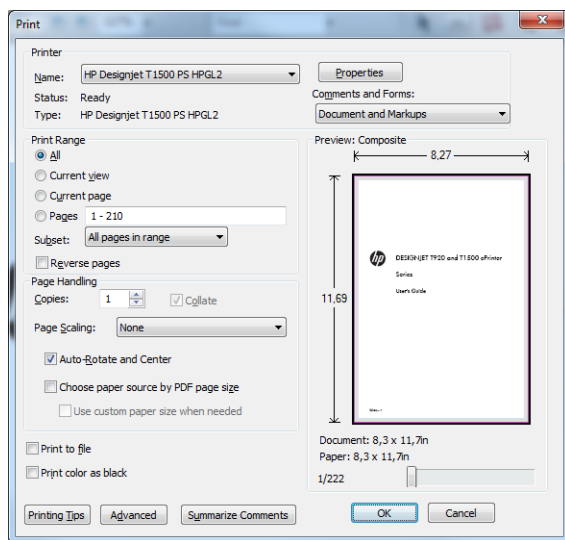 Print
Printer
Name: HP Designjet T1500 PS HPGL2 Properties
Status: Ready Comments and Forms:
Type: HP Designjet T1500 PS HPGL2 Document and Markups
Print Range Preview: Composite
All 8,27
Current view
Current page
Pages 1 - 210
Subset: All pages in range
hp DESIGNJET T920 and T1500 ePrinter
Series
User's Guide
Reverse pages
Page Handling
Copies: 1 Collate 11,69
Page Scaling: None
Auto-Rotate and Center
Choose paper source by PDF page size
Use custom paper size when needed
Document: 8,3 x 11,7in
Print to file
Paper: 8,3 x 11,7in
Print color as black
1/222
Printing Tips Advanced Summarize Comments OK Cancel